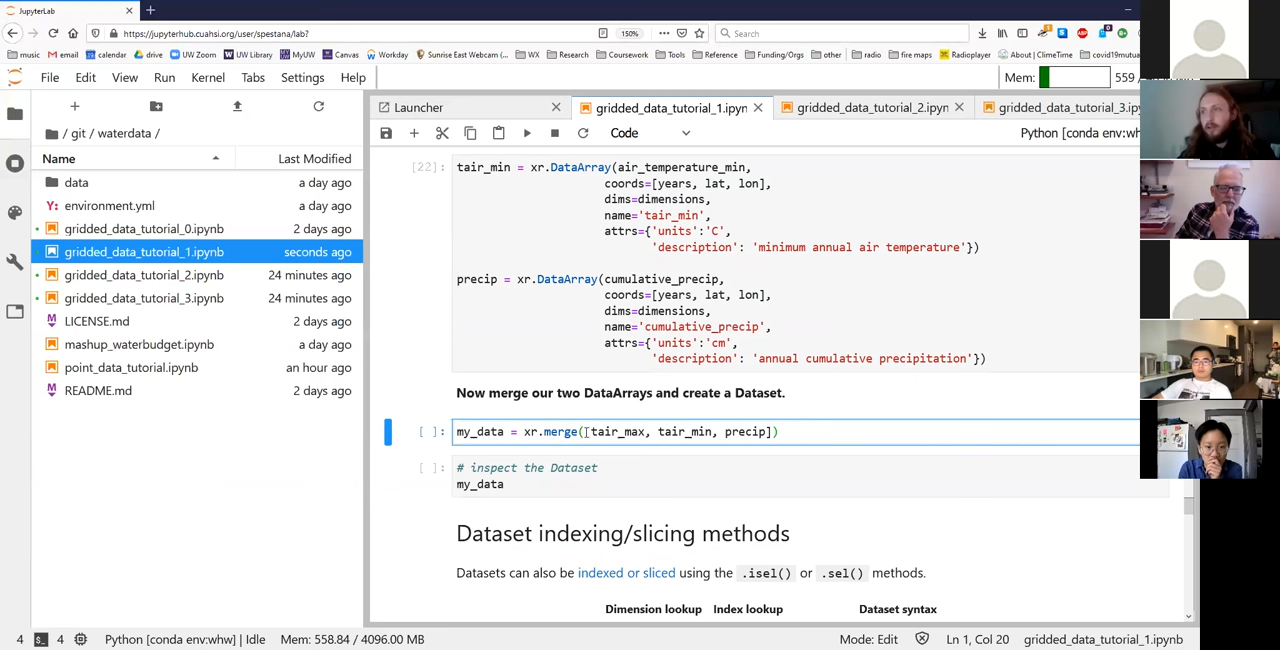 JupyterLab
https://jupyterhub.cuahsi.org/user/spestana/lab?
150%
Search
music
email
calendar
drive
UW Zoom
UW Library
MyUW
Canvas
Workday
Sunrise East Webcam (...
WX
Research
Coursework
Tools
Reference
Funding/Orgs
other
radio
fire maps
Radioplayer
About | ClimeTime
covid19mutua
File Edit View Run Kernel Tabs Settings Help
Mem: 559 /
/ git / waterdata /
Name Last Modified
data a day ago
Y: environment.yml a day ago
gridded_data_tutorial_0.ipynb 2 days ago
gridded_data_tutorial_1.ipynb seconds ago
gridded_data_tutorial_2.ipynb 24 minutes ago
gridded_data_tutorial_3.ipynb 24 minutes ago
LICENSE.md 2 days ago
mashup_waterbudget.ipynb a day ago
point_data_tutorial.ipynb an hour ago
README.md 2 days ago
Launcher
gridded_data_tutorial_1.ipyn
gridded_data_tutorial_2.ipyn
gridded_data_tutorial_3.ipy
Code
Python [conda env:wh
[22]: tair_min = xr.DataArray(air_temperature_min,
coords=[years, lat, lon],
dims=dimensions,
name='tair_min',
attrs={'units':'C',
'description': 'minimum annual air temperature'})
precip = xr.DataArray(cumulative_precip,
coords=[years, lat, lon],
dims=dimensions,
name='cumulative_precip',
attrs={'units':'cm',
'description': 'annual cumulative precipitation'})
Now merge our two DataArrays and create a Dataset.
[ ]: my_data = xr.merge([tair_max, tair_min, precip])
[ ]: # inspect the Dataset
my_data
Dataset indexing/slicing methods
Datasets can also be indexed or sliced using the .isel() or .sel() methods.
Dimension lookup Index lookup Dataset syntax
4 4 Python [conda env:whw] | Idle Mem: 558.84 / 4096.00 MB Mode: Edit Ln 1, Col 20 gridded_data_tutorial_1.ipynb